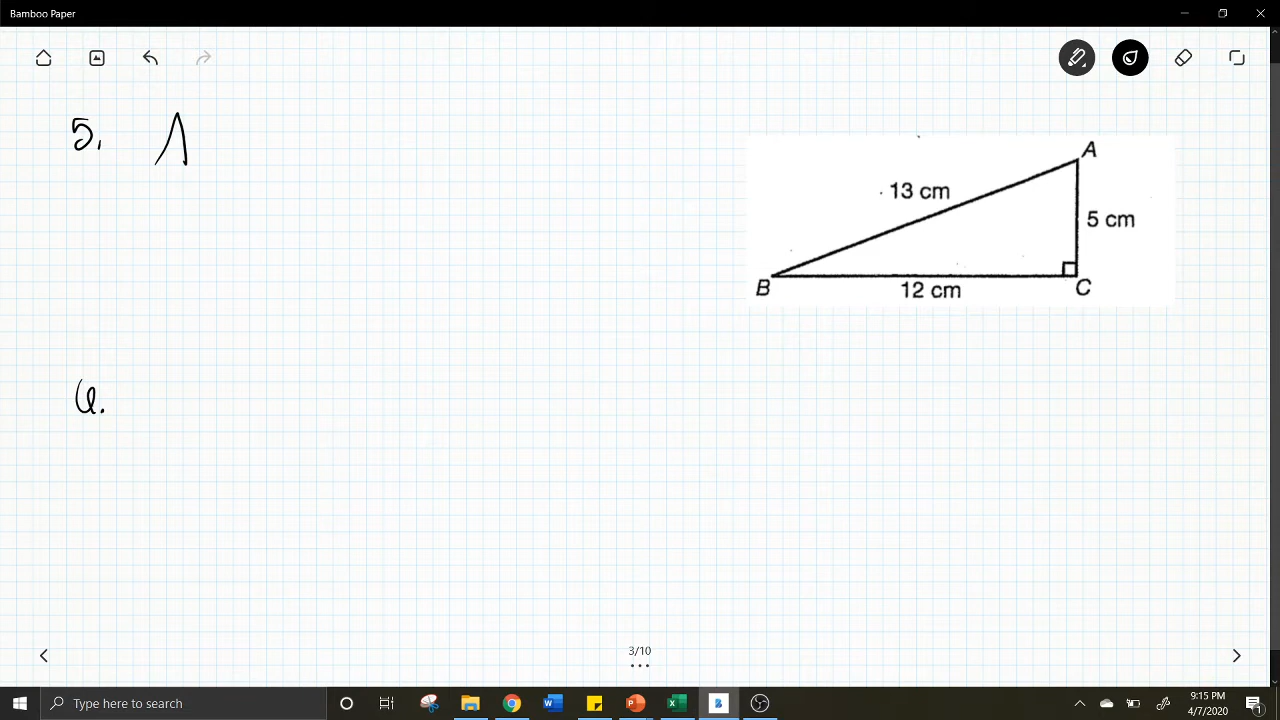 Bamboo Paper
5.
A
13 cm
5 cm
B
12 cm
C
6.
3/10
Type here to search
9:15 PM
4/7/2020